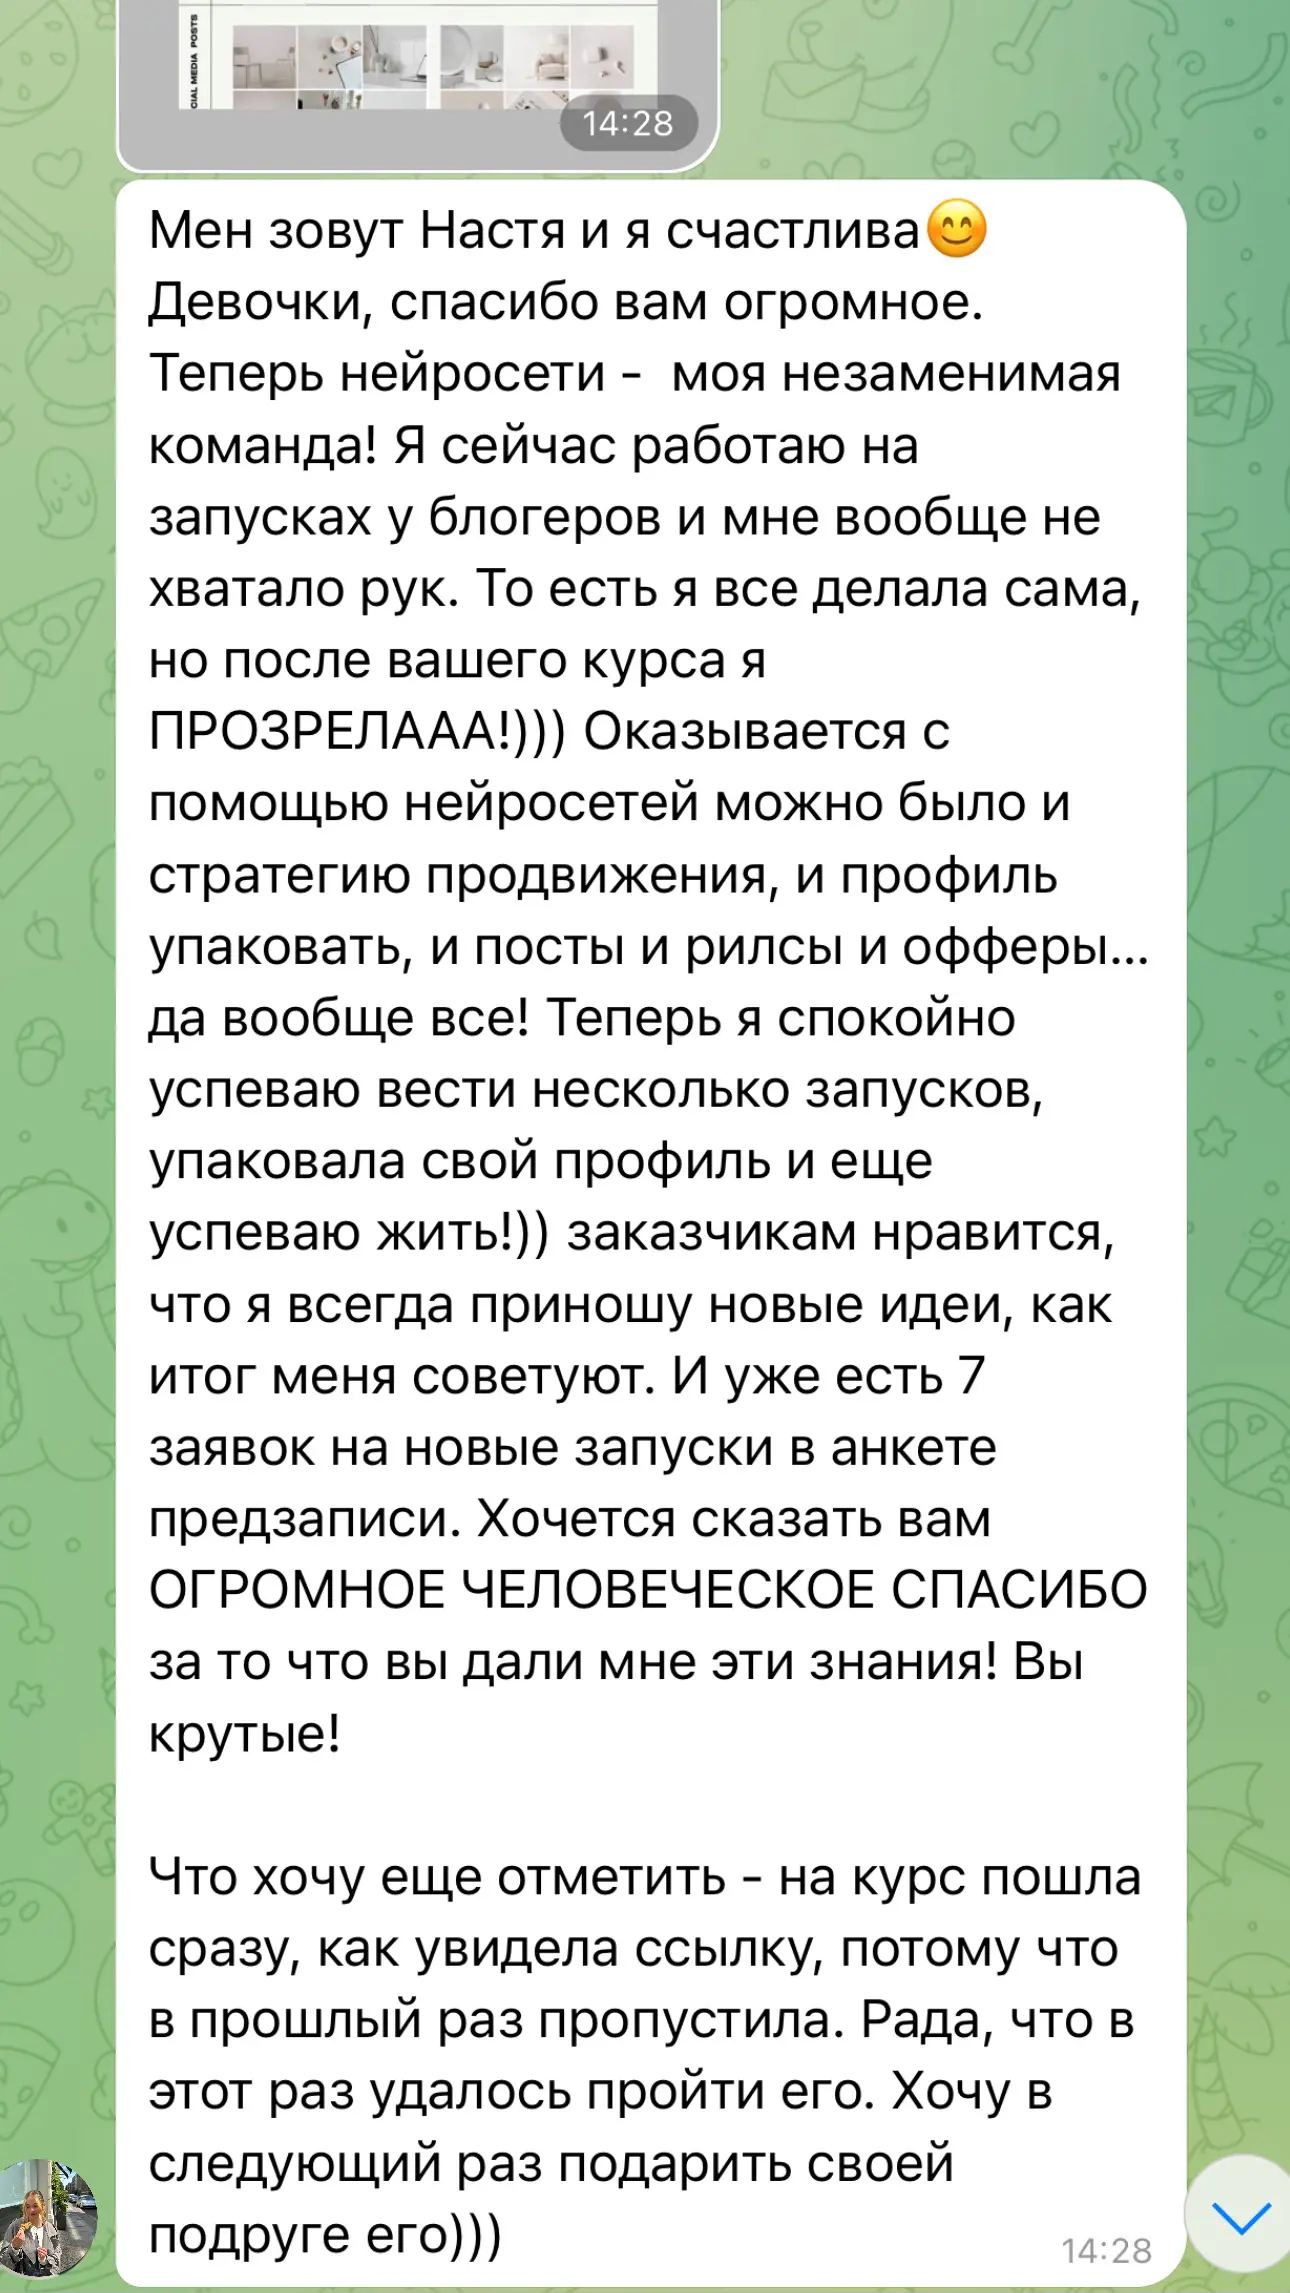 CIAL MEDIA POSTS
14:28
Мен зовут Настя и я счастлива😊
Девочки, спасибо вам огромное.
Теперь нейросети - моя незаменимая
команда! Я сейчас работаю на
запусках у блогеров и мне вообще не
хватало рук. То есть я все делала сама,
но после вашего курса я
ПРОЗРЕЛААА!))) Оказывается с
помощью нейросетей можно было и
стратегию продвижения, и профиль
упаковать, и посты и рилсы и офферы...
да вообще все! Теперь я спокойно
успеваю вести несколько запусков,
упаковала свой профиль и еще
успеваю жить!)) заказчикам нравится,
что я всегда приношу новые идеи, как
итог меня советуют. И уже есть 7
заявок на новые запуски в анкете
предзаписи. Хочется сказать вам
ОГРОМНОЕ ЧЕЛОВЕЧЕСКОЕ СПАСИБО
за то что вы дали мне эти знания! Вы
крутые!
Что хочу еще отметить - на курс пошла
сразу, как увидела ссылку, потому что
в прошлый раз пропустила. Рада, что в
этот раз удалось пройти его. Хочу в
следующий раз подарить своей
подруге его)))
14:28